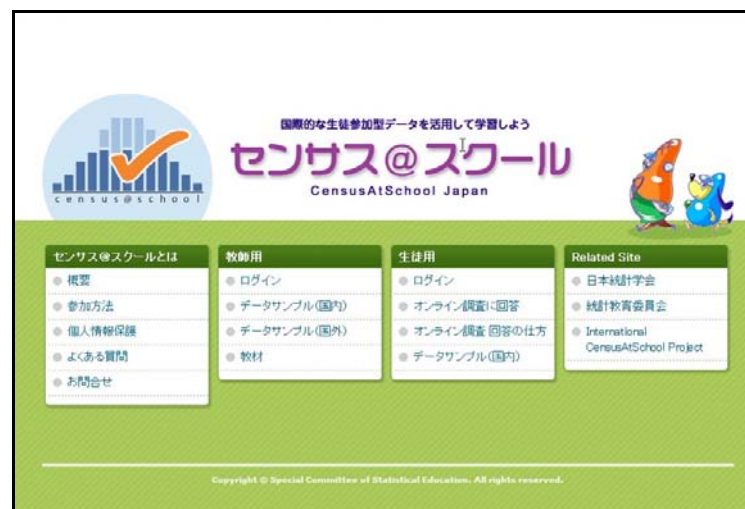 国際的な生徒参加型データを活用して学習しよう
センサス@スクール
CensusAtSchool Japan
census@school
センサス@スクールとは
概要
参加方法
個人情報保護
よくある質問
お問合せ
教師用
ログイン
データサンプル(国内)
データサンプル(国外)
教材
生徒用
ログイン
オンライン調査に回答
オンライン調査 回答の仕方
データサンプル(国内)
Related Site
日本統計学会
統計教育委員会
International
CensusAtSchool Project
Copyright © Special Committee of Statistical Education. All rights reserved.